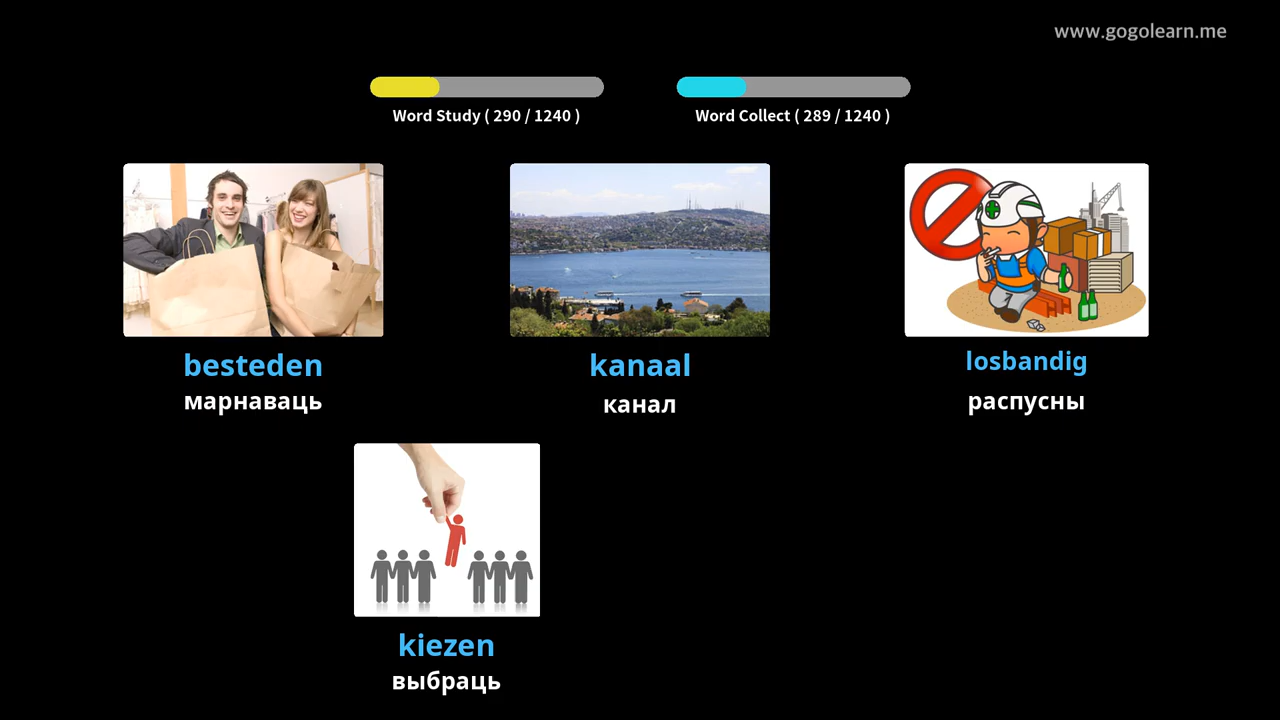 www.gogolearn.me
Word Study ( 290 / 1240 )
Word Collect ( 289 / 1240 )
besteden
марнаваць
kanaal
канал
losbandig
распусны
kiezen
выбраць